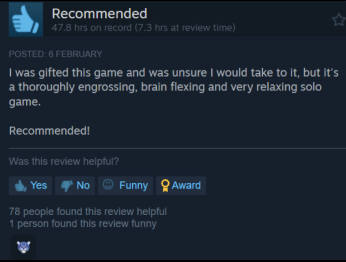 Recommended
47.8 hrs on record (7.3 hrs at review time)
POSTED: 6 FEBRUARY
I was gifted this game and was unsure I would take to it, but it's
a thoroughly engrossing, brain flexing and very relaxing solo
game.
Recommended!
Was this review helpful?
Yes No Funny Award
78 people found this review helpful
1 person found this review funny